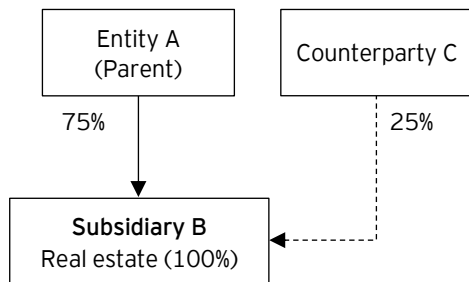 Entity A
(Parent)
Counterparty C
75%
25%
Subsidiary B
Real estate (100%)